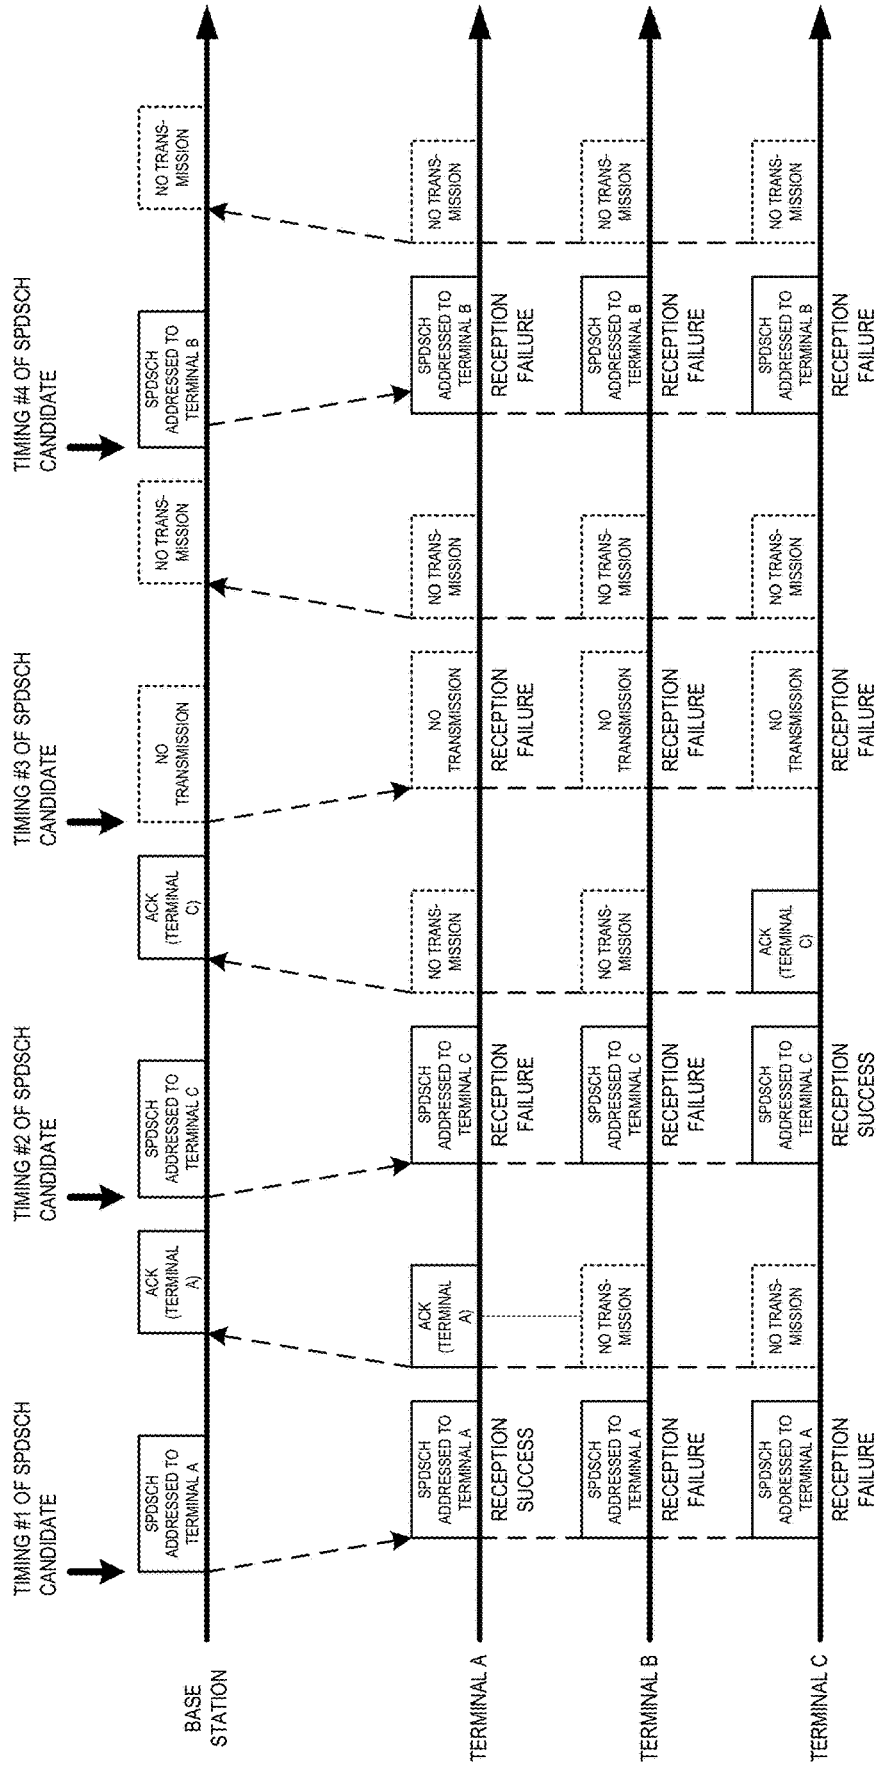 TIMING #1 OF SPDSCH
CANDIDATE
TIMING #2 OF SPDSCH
CANDIDATE
TIMING #3 OF SPDSCH
CANDIDATE
TIMING #4 OF SPDSCH
CANDIDATE
BASE
STATION
SPDSCH
ADDRESSED TO
TERMINAL A
ACK
(TERMINAL
A)
SPDSCH
ADDRESSED TO
TERMINAL C
ACK
(TERMINAL
C)
NO
TRANSMISSION
NO TRANS-
MISSION
SPDSCH
ADDRESSED TO
TERMINAL B
NO TRANS-
MISSION
TERMINAL A
SPDSCH
ADDRESSED TO
TERMINAL A
RECEPTION
SUCCESS
ACK
(TERMINAL
A)
SPDSCH
ADDRESSED TO
TERMINAL C
RECEPTION
FAILURE
NO TRANS-
MISSION
NO
TRANSMISSION
RECEPTION
FAILURE
NO TRANS-
MISSION
SPDSCH
ADDRESSED TO
TERMINAL B
RECEPTION
FAILURE
NO TRANS-
MISSION
TERMINAL B
SPDSCH
ADDRESSED TO
TERMINAL A
RECEPTION
FAILURE
NO TRANS-
MISSION
SPDSCH
ADDRESSED TO
TERMINAL C
RECEPTION
FAILURE
NO TRANS-
MISSION
NO
TRANSMISSION
RECEPTION
FAILURE
NO TRANS-
MISSION
SPDSCH
ADDRESSED TO
TERMINAL B
RECEPTION
FAILURE
NO TRANS-
MISSION
TERMINAL C
SPDSCH
ADDRESSED TO
TERMINAL A
RECEPTION
FAILURE
NO TRANS-
MISSION
SPDSCH
ADDRESSED TO
TERMINAL C
RECEPTION
SUCCESS
ACK
(TERMINAL
C)
NO
TRANSMISSION
RECEPTION
FAILURE
NO TRANS-
MISSION
SPDSCH
ADDRESSED TO
TERMINAL B
RECEPTION
FAILURE
NO TRANS-
MISSION